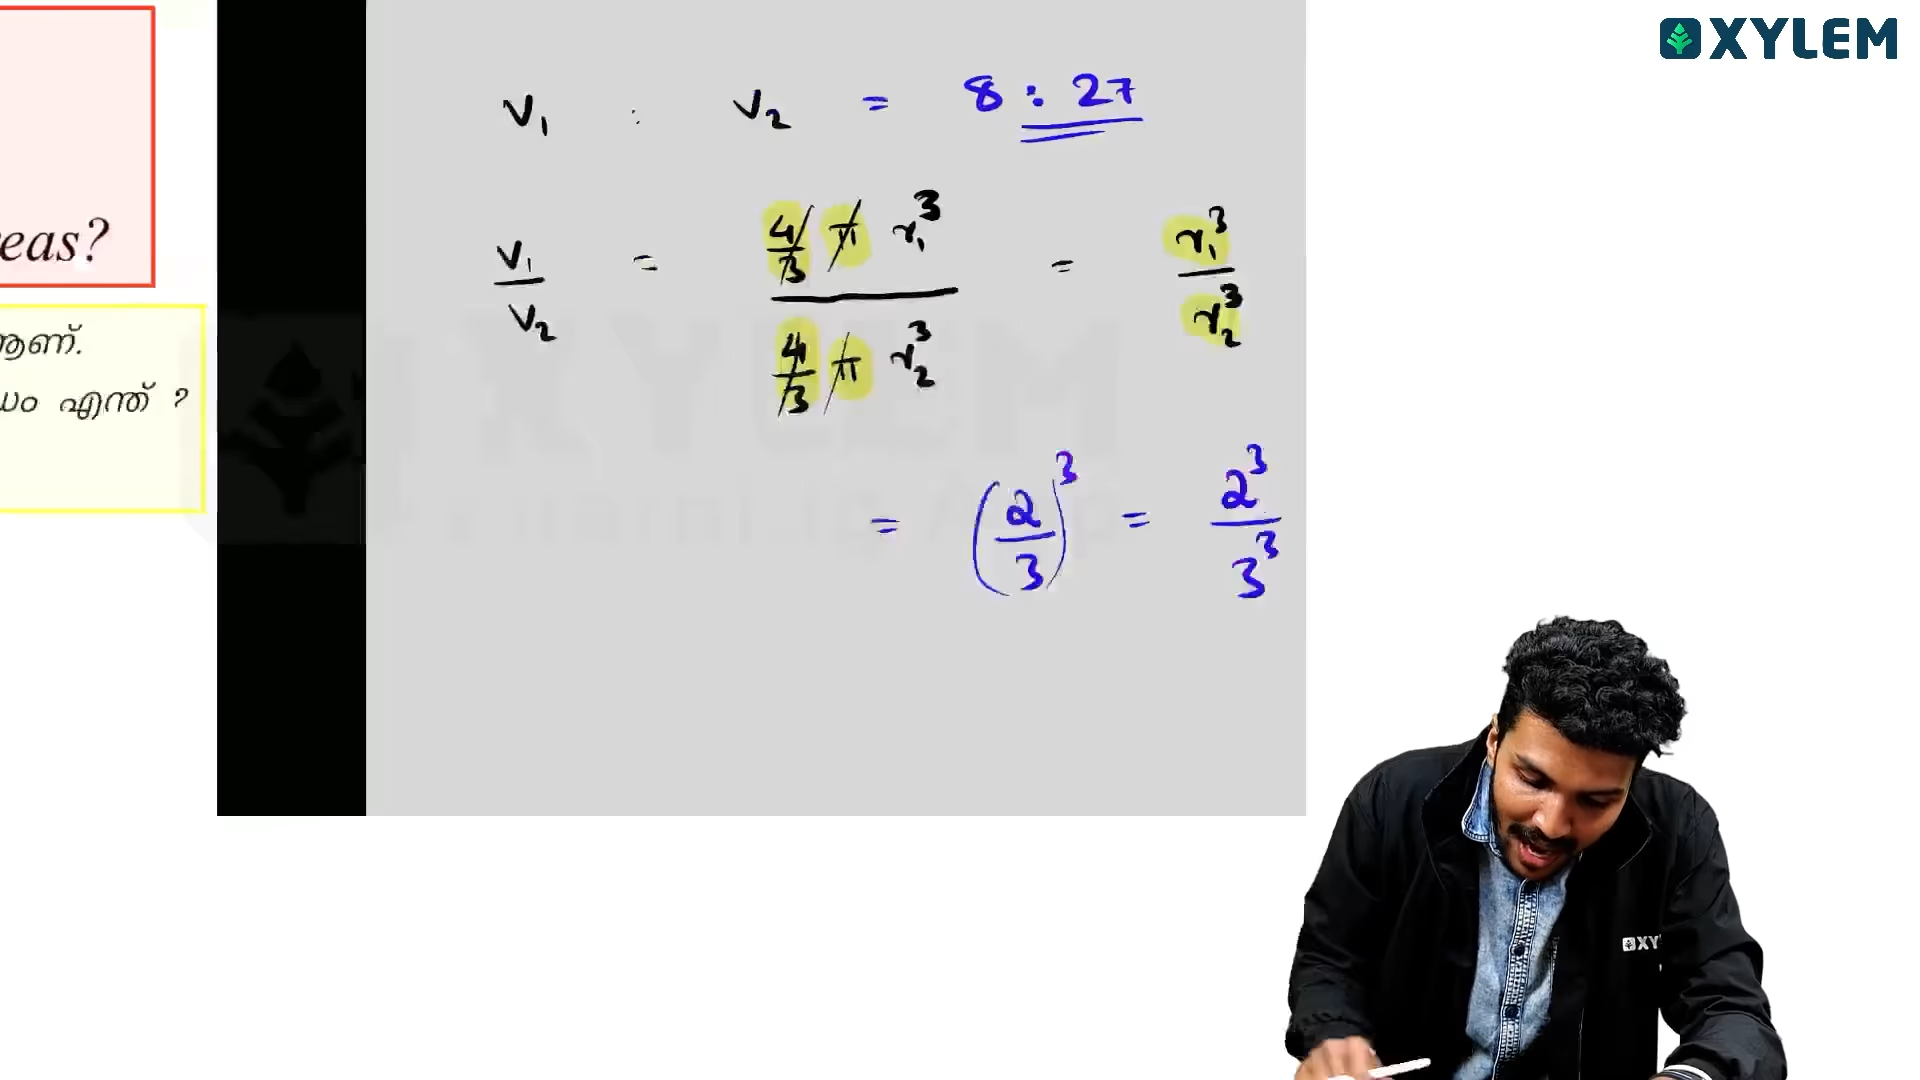 XYLEM
V₁ : V₂ = 8 : 27
eas?
V₁/V₂ = (4/3 π r₁³)/(4/3 π r₂³) = r₁³/r₂³
ആണ്.
എന്ത് ?
= (2/3)³ = 2³/3³
XY